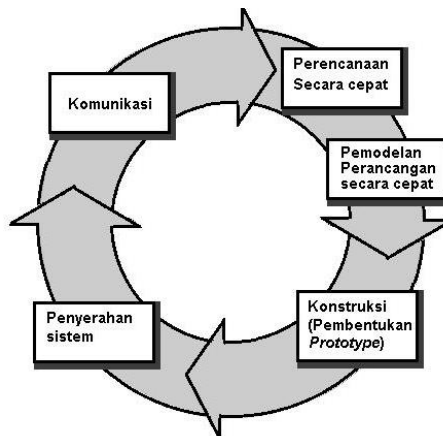 Komunikasi
Perencanaan
Secara cepat
Pemodelan
Perancangan
secara cepat
Konstruksi
(Pembentukan
Prototype)
Penyerahan
sistem